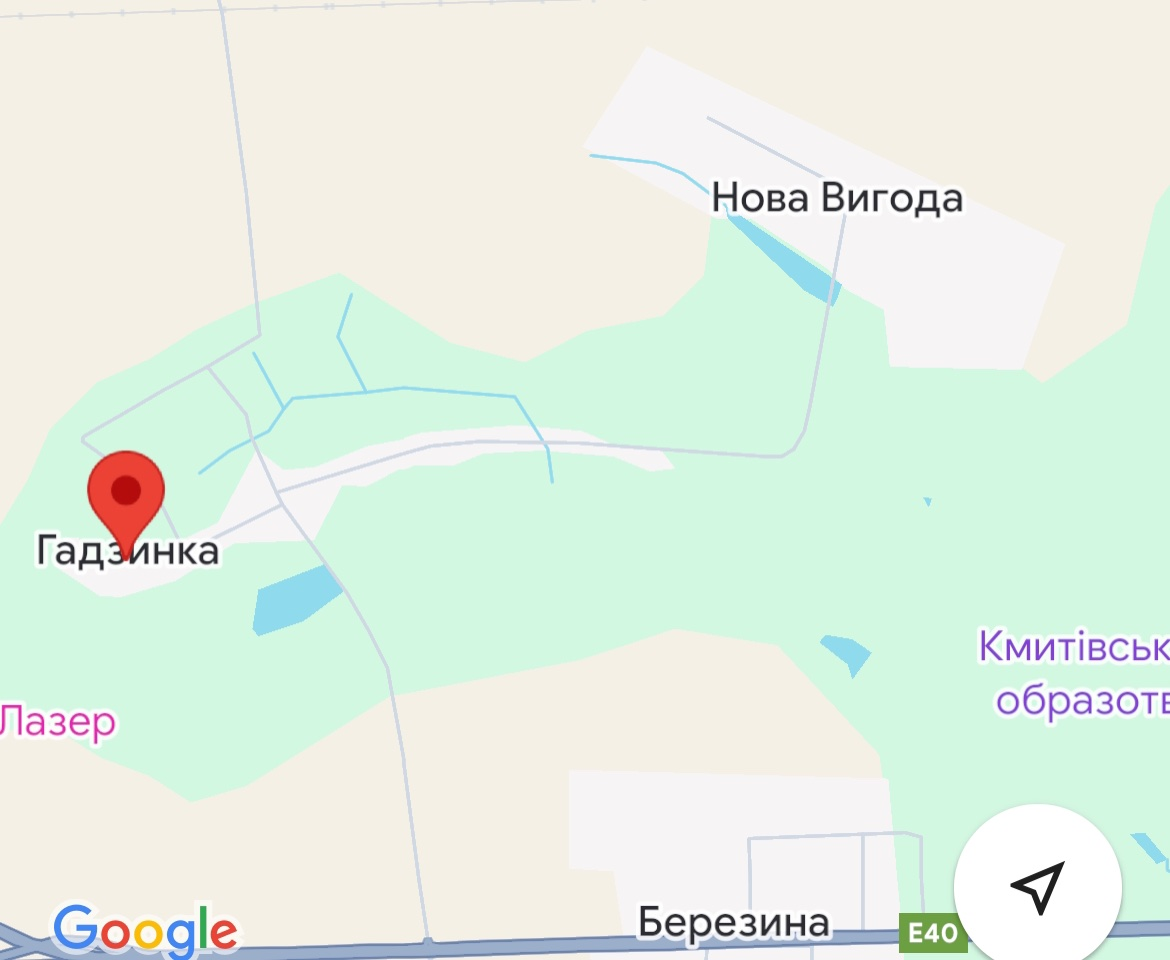 Нова Вигода
Гадзинка
Кмитівськ
образотв
Лазер
Березина
E40
Google